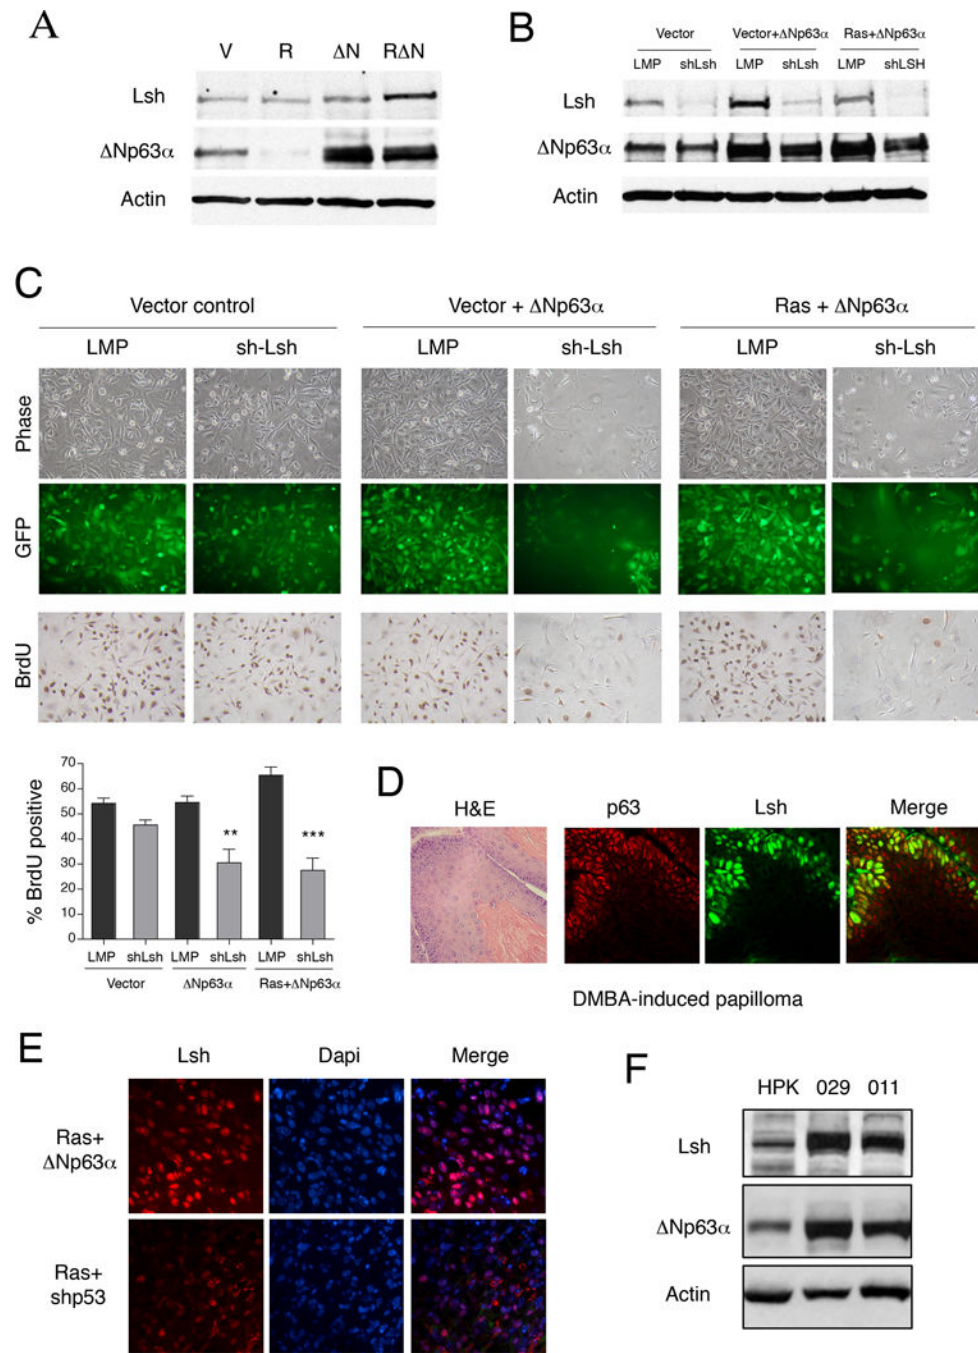 A
V R ΔN RΔN
Lsh
ΔNp63α
Actin
B
Vector Vector+ΔNp63α Ras+ΔNp63α
LMP shLsh LMP shLsh LMP shLSH
Lsh
ΔNp63α
Actin
C
Vector control Vector + ΔNp63α Ras + ΔNp63α
LMP sh-Lsh LMP sh-Lsh LMP sh-Lsh
Phase
GFP
BrdU
% BrdU positive
70
60
50
40
30
20
10
0
** ***
LMP shLsh LMP shLsh LMP shLsh
Vector ΔNp63α Ras+ΔNp63α
D
H&E p63 Lsh Merge
DMBA-induced papilloma
E
Lsh Dapi Merge
Ras+
ΔNp63α
Ras+
shp53
F
HPK 029 011
Lsh
ΔNp63α
Actin